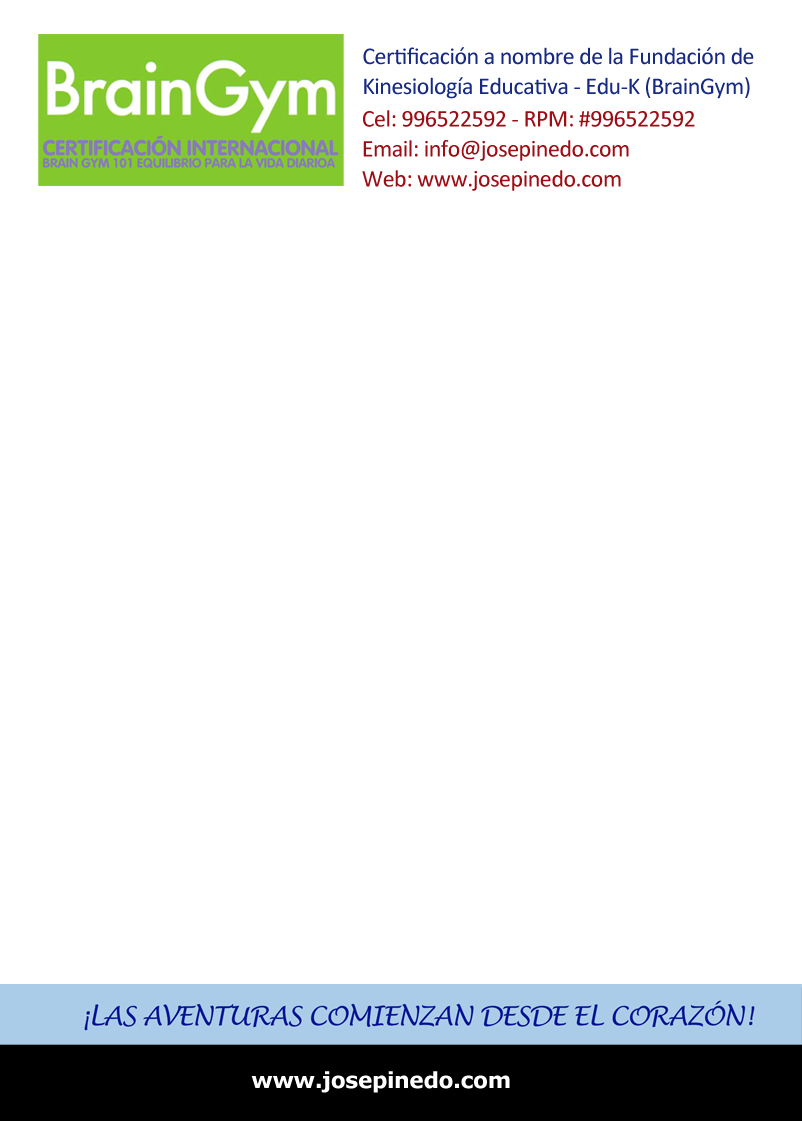 BrainGym
CERTIFICACIÓN INTERNACIONAL
BRAIN GYM 101 EQUILIBRIO PARA LA VIDA DIARIOA
Certificación a nombre de la Fundación de
Kinesiología Educativa - Edu-K (BrainGym)
Cel: 996522592 - RPM: #996522592
Email: info@josepinedo.com
Web: www.josepinedo.com
¡LAS AVENTURAS COMIENZAN DESDE EL CORAZÓN!
www.josepinedo.com